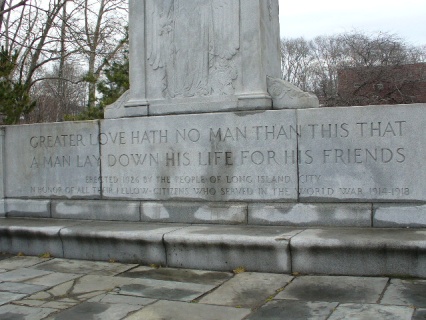 GREATER LOVE HATH NO MAN THAN THIS THAT
A MAN LAY DOWN HIS LIFE FOR HIS FRIENDS
ERECTED 1924 BY THE PEOPLE OF LONG ISLAND CITY
IN HONOR OF ALL THEIR FELLOW-CITIZENS WHO SERVED IN THE WORLD WAR 1914-1918